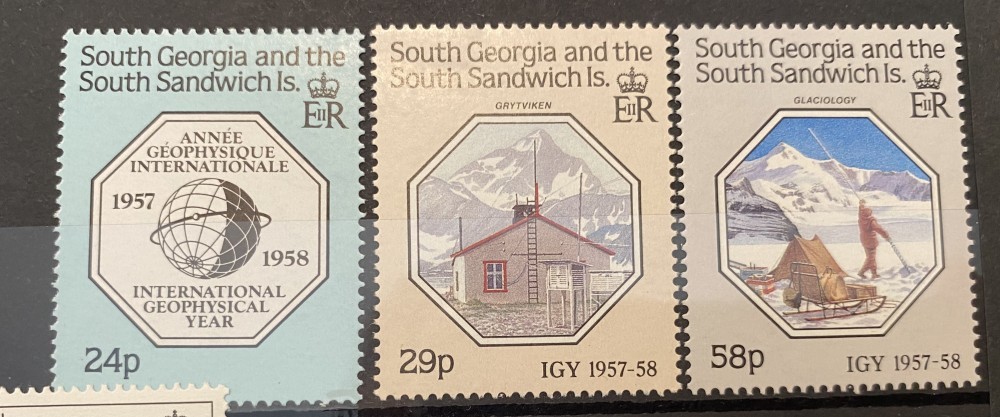 South Georgia and the
South Sandwich Is.
EIIR
ANNÉE
GÉOPHYSIQUE
INTERNATIONALE
1957
1958
INTERNATIONAL
GEOPHYSICAL
YEAR
24p
South Georgia and the
South Sandwich Is.
EIIR
GRYTVIKEN
29p
IGY 1957-58
South Georgia and the
South Sandwich Is.
EIIR
GLACIOLOGY
58p
IGY 1957-58